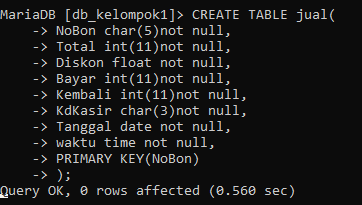 MariaDB [db_kelompok1]> CREATE TABLE jual(
    -> NoBon char(5)not null,
    -> Total int(11)not null,
    -> Diskon float not null,
    -> Bayar int(11)not null,
    -> Kembali int(11)not null,
    -> KdKasir char(3)not null,
    -> Tanggal date not null,
    -> waktu time not null,
    -> PRIMARY KEY(NoBon)
    -> );
Query OK, 0 rows affected (0.560 sec)